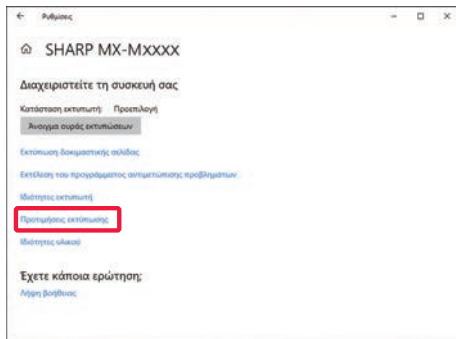 Ρυθμίσεις
SHARP MX-MXXXX
Διαχειριστείτε τη συσκευή σας
Κατάσταση εκτυπωτή: Προεπιλογή
Άνοιγμα ουράς εκτυπώσεων
Εκτύπωση δοκιμαστικής σελίδας
Εκτέλεση του προγράμματος αντιμετώπισης προβλημάτων
Ιδιότητες εκτυπωτή
Προτιμήσεις εκτύπωσης
Ιδιότητες υλικού
Έχετε κάποια ερώτηση;
Λήψη βοήθειας